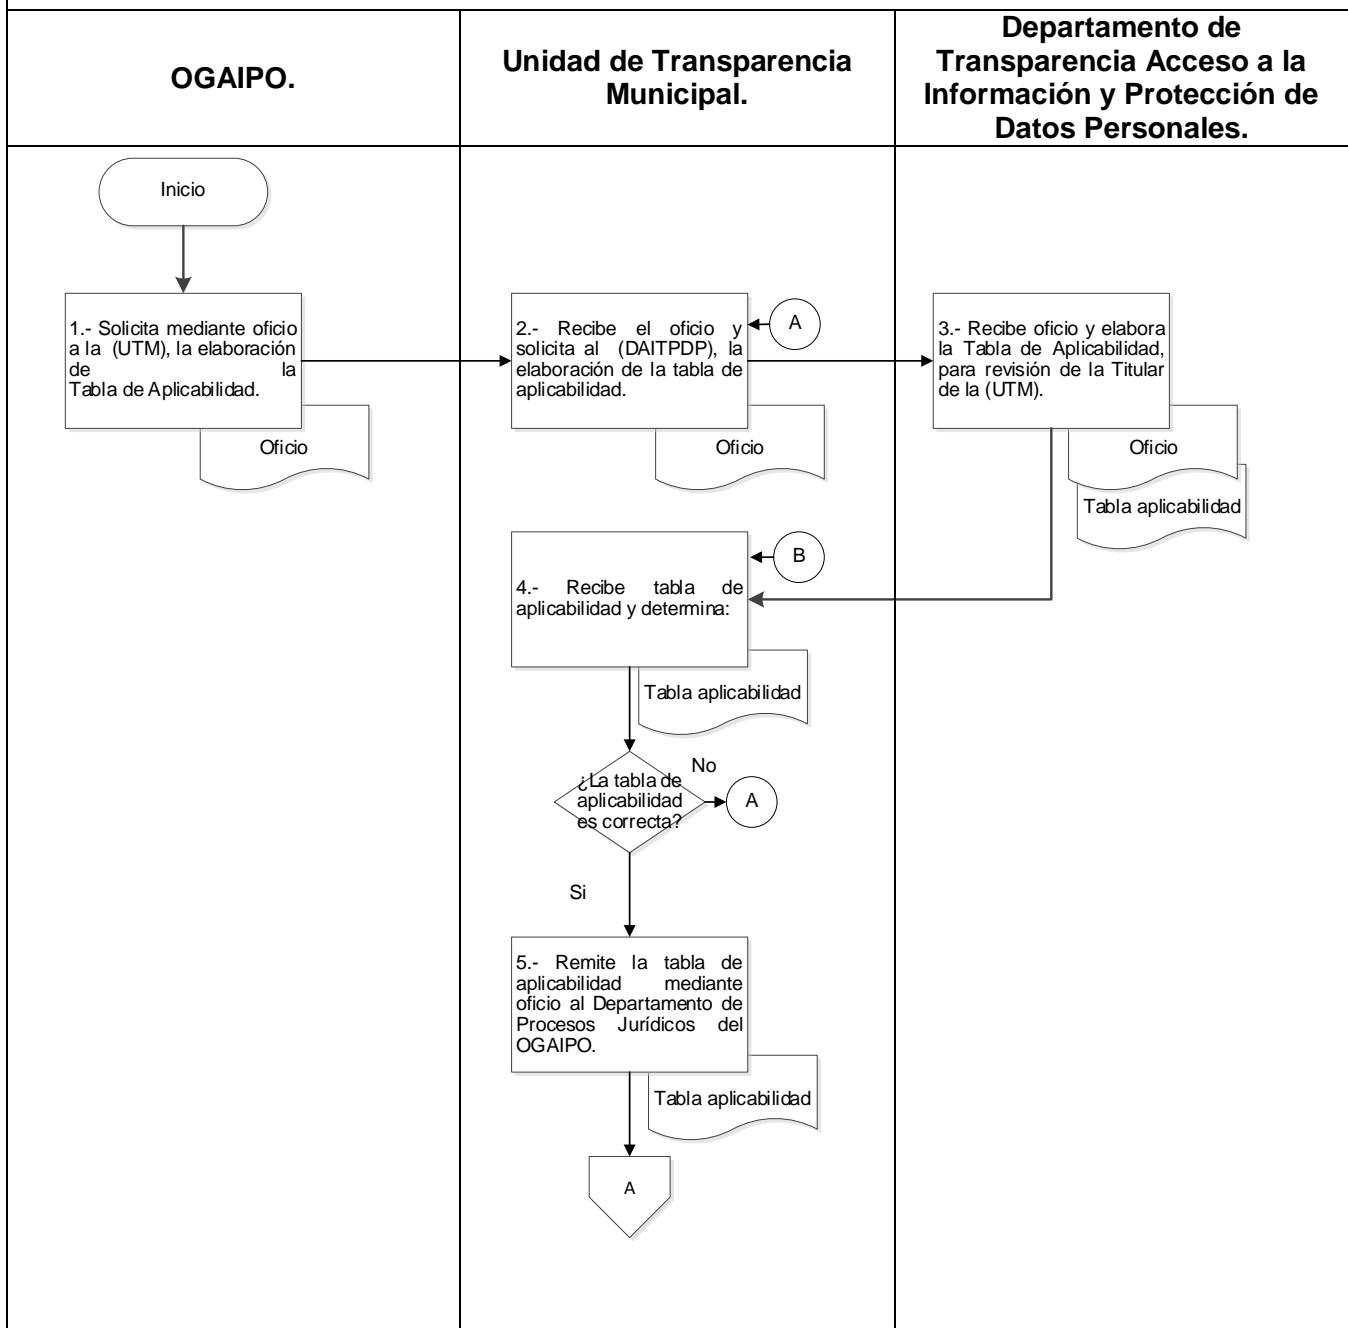 OGAIPO.
Unidad de Transparencia
Municipal.
Departamento de
Transparencia Acceso a la
Información y Protección de
Datos Personales.
Inicio
1.- Solicita mediante oficio
a la (UTM), la elaboración
de la
Tabla de Aplicabilidad.
Oficio
2.- Recibe el oficio y
solicita al (DAITPDP), la
elaboración de la tabla de
aplicabilidad.
A
Oficio
3.- Recibe oficio y elabora
la Tabla de Aplicabilidad,
para revisión de la Titular
de la (UTM).
Oficio
Tabla aplicabilidad
4.- Recibe tabla de
aplicabilidad y determina:
B
Tabla aplicabilidad
¿La tabla de
aplicabilidad
es correcta?
No
A
Si
5.- Remite la tabla de
aplicabilidad mediante
oficio al Departamento de
Procesos Jurídicos del
OGAIPO.
Tabla aplicabilidad
A